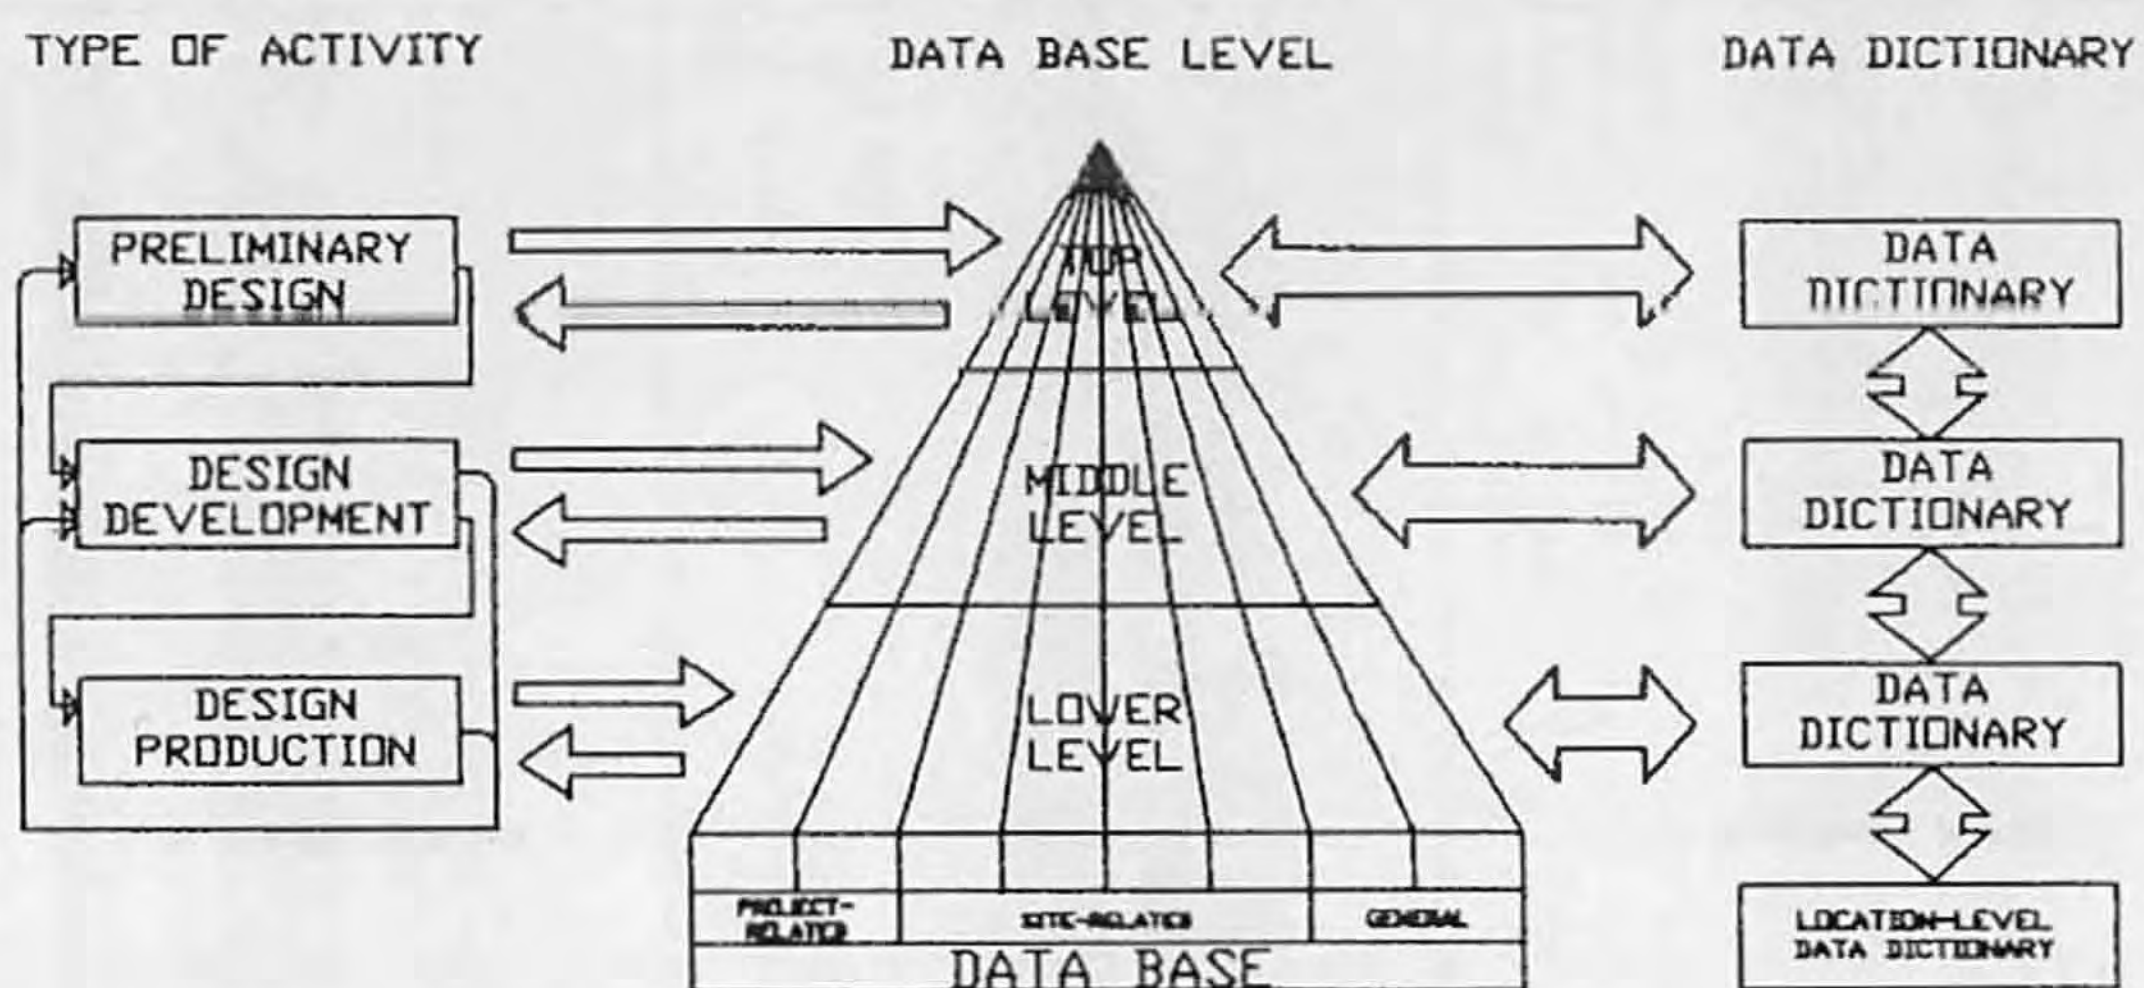 TYPE OF ACTIVITY
DATA BASE LEVEL
DATA DICTIONARY
PRELIMINARY
DESIGN
TOP
LEVEL
DATA
DICTIONARY
DESIGN
DEVELOPMENT
MIDDLE
LEVEL
DATA
DICTIONARY
DESIGN
PRODUCTION
LOWER
LEVEL
DATA
DICTIONARY
PROJECT-
RELATED
SITE-RELATED
GENERAL
DATA BASE
LOCATION-LEVEL
DATA DICTIONARY